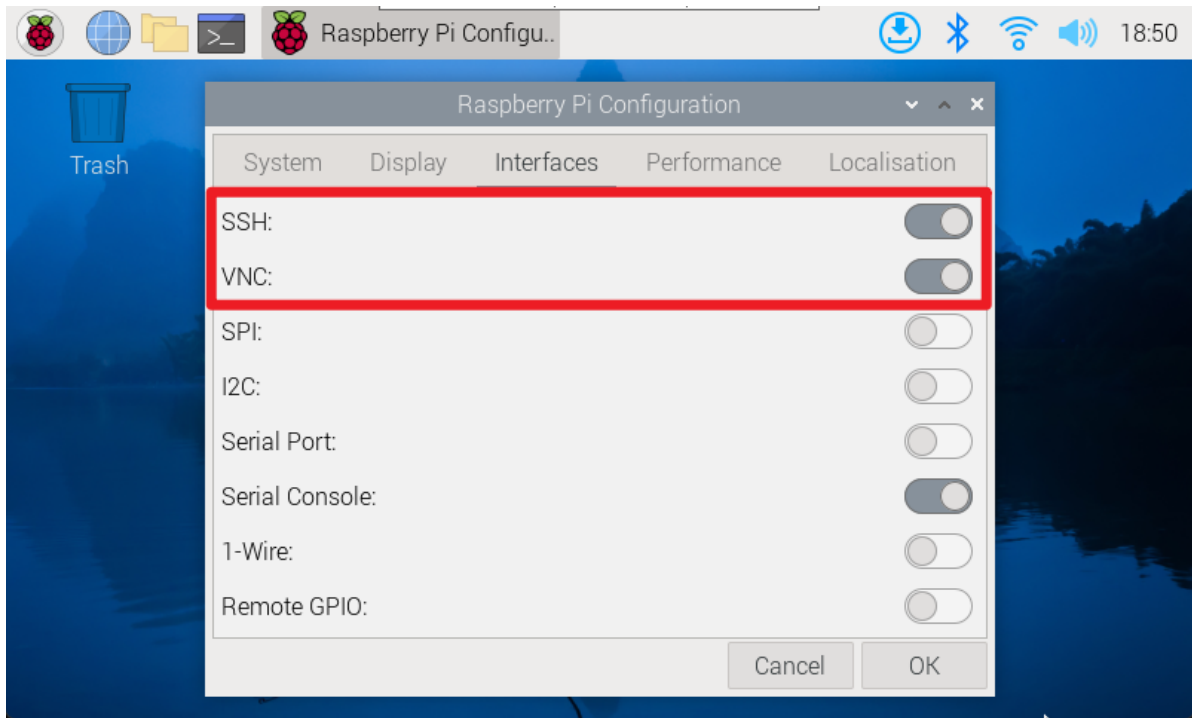 Raspberry Pi Configu..
18:50
Trash
Raspberry Pi Configuration
System Display Interfaces Performance Localisation
SSH:
VNC:
SPI:
I2C:
Serial Port:
Serial Console:
1-Wire:
Remote GPIO:
Cancel OK